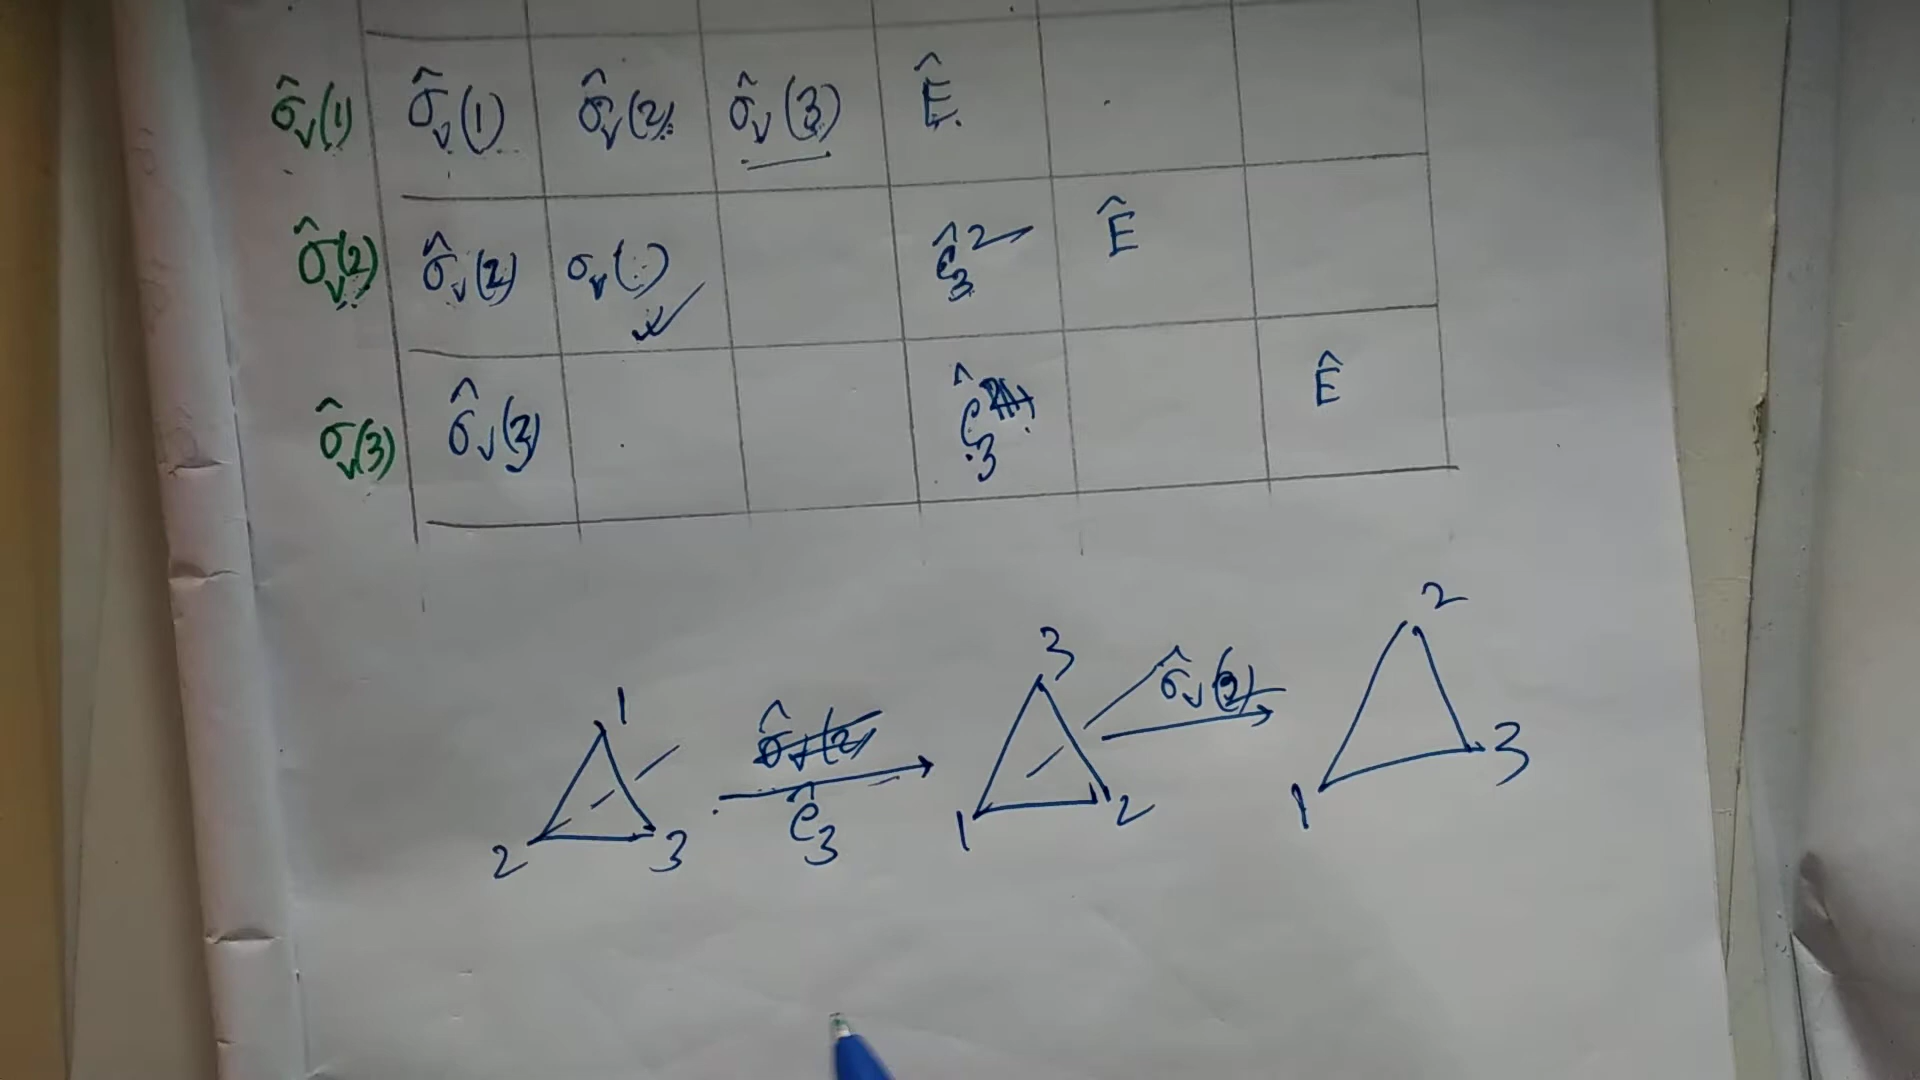 σ̂v(1) σ̂v(1) σ̂v(2) σ̂v(3) Ê
σ̂v(2) σ̂v(2) σv( ) Ĉ3² Ê
σ̂v(3) σ̂v(3) Ĉ3 Ê
1 3 2
σ̂v(2) σ̂v(2)
2 3 Ĉ3 1 2 1 3